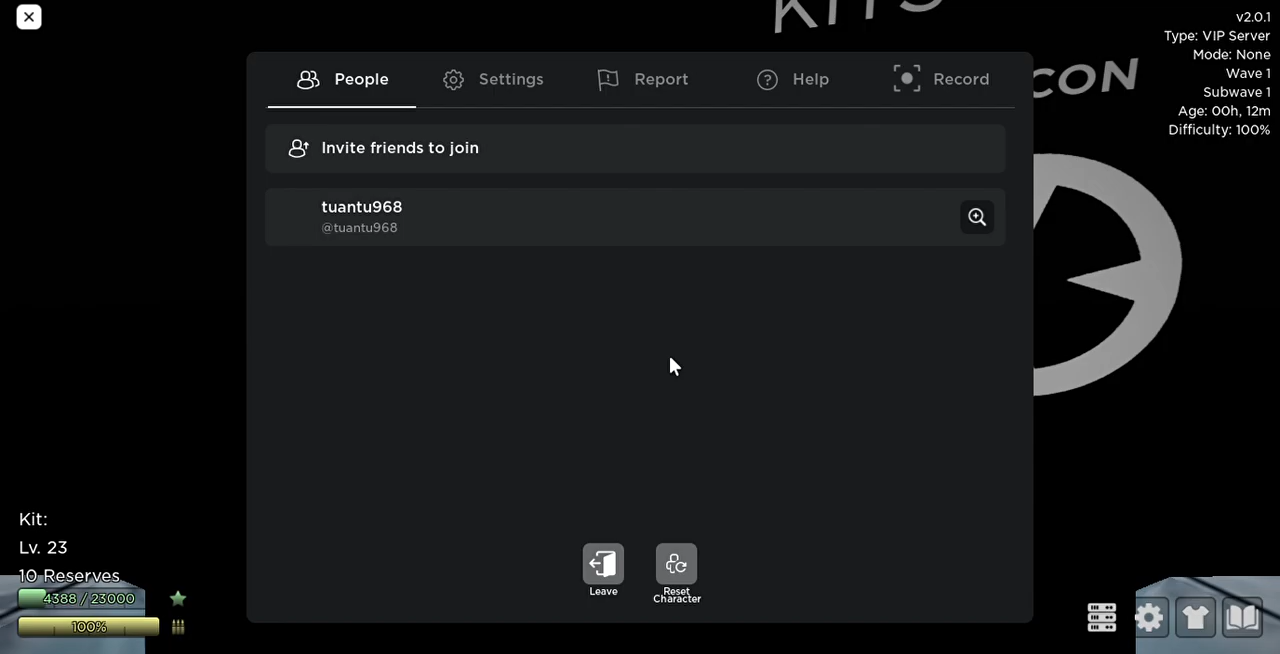 KITS
CON
v2.0.1
Type: VIP Server
Mode: None
Wave 1
Subwave 1
Age: 00h, 12m
Difficulty: 100%
People
Settings
Report
Help
Record
Invite friends to join
tuantu968
@tuantu968
Leave
Reset
Character
Kit:
Lv. 23
10 Reserves
4388 / 23000
100%